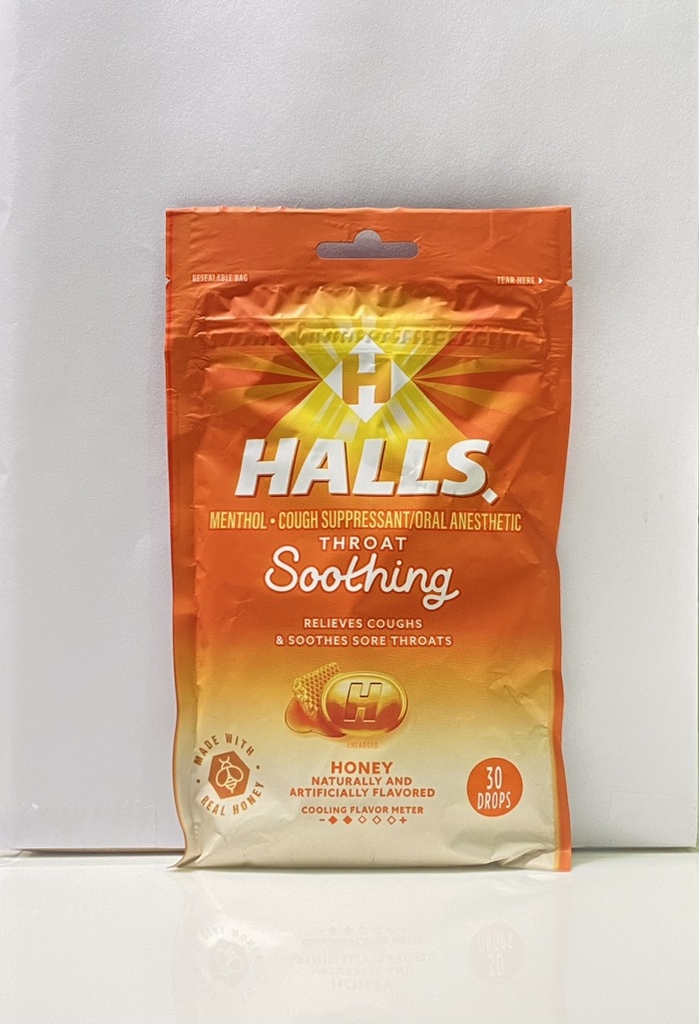 RESEALABLE BAG
TEAR HERE
H
HALLS.
MENTHOL • COUGH SUPPRESSANT/ORAL ANESTHETIC
THROAT
Soothing
RELIEVES COUGHS
& SOOTHES SORE THROATS
H
ENLARGED
• MADE WITH •
REAL HONEY
HONEY
NATURALLY AND
ARTIFICIALLY FLAVORED
COOLING FLAVOR METER
- ◆ ◆ ◇ ◇ ◇ +
30
DROPS